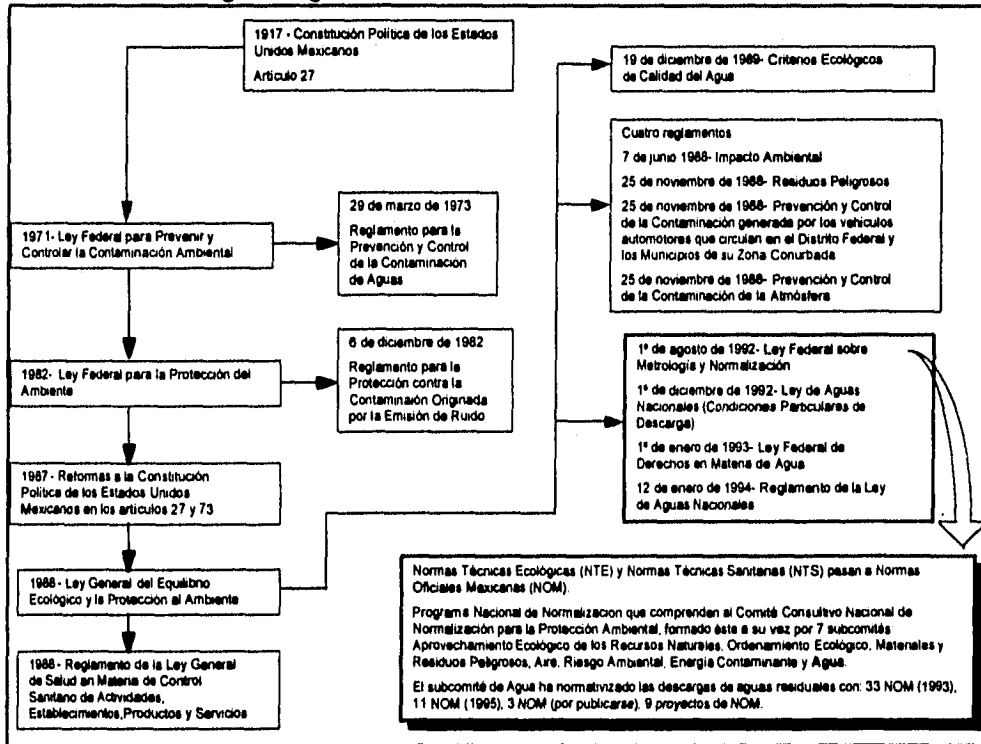 1917 - Constitución Política de los Estados
Unidos Mexicanos
Artículo 27
1971- Ley Federal para Prevenir y
Controlar la Contaminación Ambiental
29 de marzo de 1973
Reglamento para la
Prevención y Control
de la Contaminación
de Aguas
1982- Ley Federal para la Protección del
Ambiente
6 de diciembre de 1982
Reglamento para la
Protección contra la
Contaminaión Originada
por la Emisión de Ruido
1987- Reformas a la Constitución
Política de los Estados Unidos
Mexicanos en los artículos 27 y 73
1988- Ley General del Equilibrio
Ecológico y la Protección al Ambiente
1988- Reglamento de la Ley General
de Salud en Materia de Control
Sanitario de Actividades,
Establecimientos,Productos y Servicios
19 de diciembre de 1989- Criterios Ecológicos
de Calidad del Agua
Cuatro reglamentos
7 de junio 1988- Impacto Ambiental
25 de noviembre de 1988- Residuos Peligrosos
25 de noviembre de 1988- Prevención y Control
de la Contaminación generada por los vehículos
automotores que circulan en el Distrito Federal y
los Municipios de su Zona Conurbada
25 de noviembre de 1988- Prevención y Control
de la Contaminación de la Atmósfera
1º de agosto de 1992- Ley Federal sobre
Metrología y Normalización
1º de diciembre de 1992- Ley de Aguas
Nacionales (Condiciones Particulares de
Descarga)
1º de enero de 1993- Ley Federal de
Derechos en Materia de Agua
12 de enero de 1994- Reglamento de la Ley
de Aguas Nacionales
Normas Técnicas Ecológicas (NTE) y Normas Técnicas Sanitarias (NTS) pasan a Normas
Oficiales Mexicanas (NOM).
Programa Nacional de Normalización que comprenden al Comité Consultivo Nacional de
Normalización para la Protección Ambiental, formado éste a su vez por 7 subcomités:
Aprovechamiento Ecológico de los Recursos Naturales, Ordenamiento Ecológico, Materiales y
Residuos Peligrosos, Aire, Riesgo Ambiental, Energía Contaminante y Agua.
El subcomité de Agua ha normativizado las descargas de aguas residuales con: 33 NOM (1993),
11 NOM (1995), 3 NOM (por publicarse), 9 proyectos de NOM.